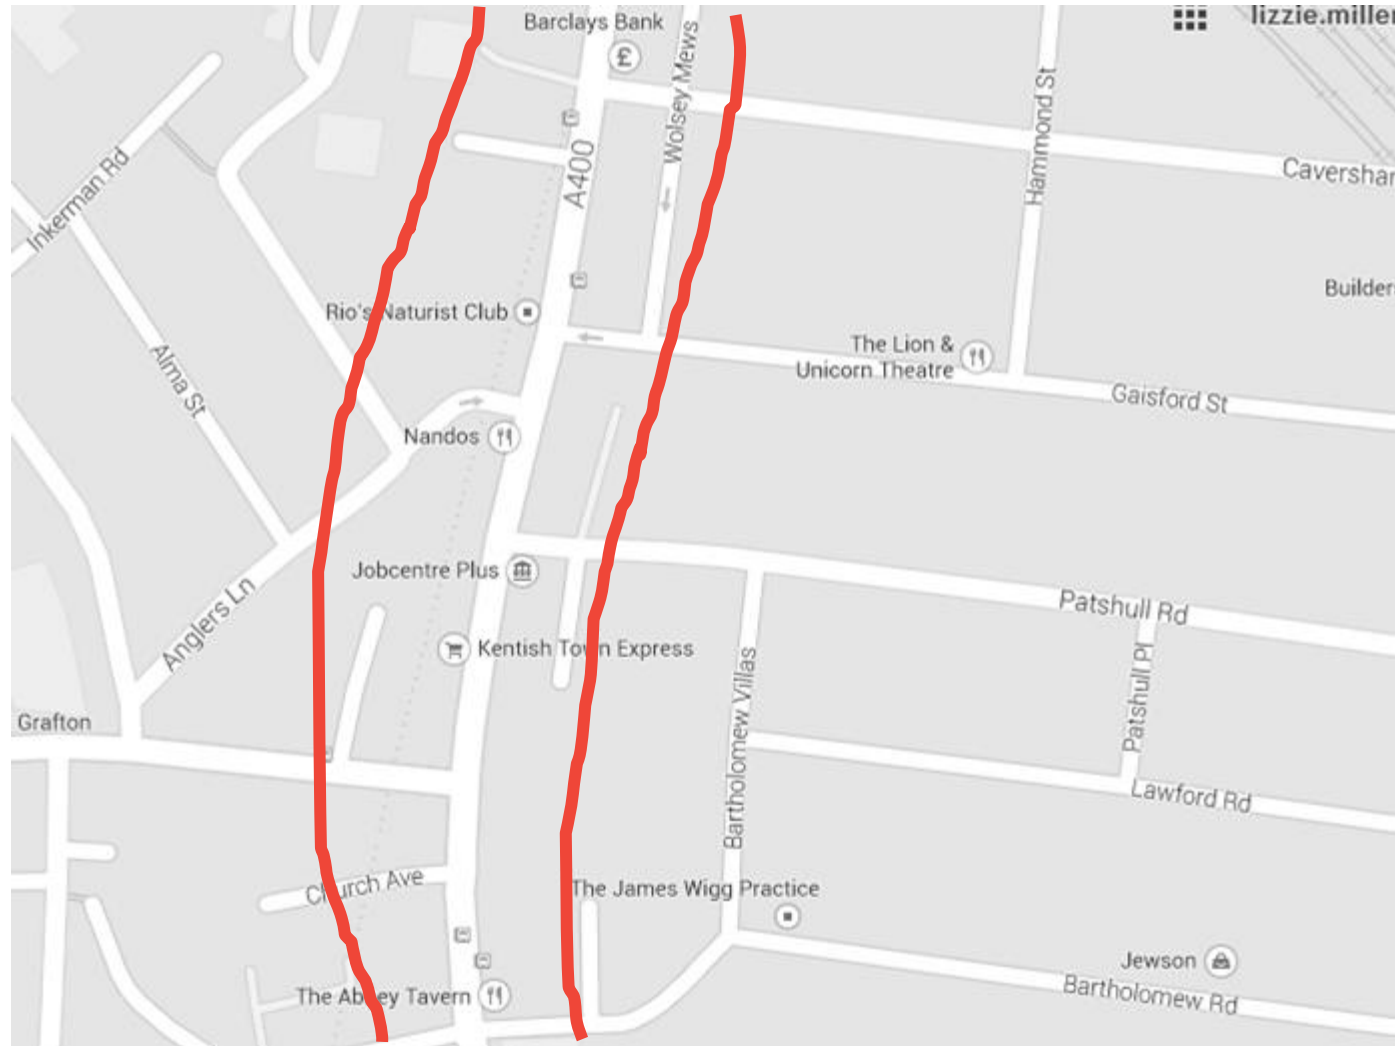 Barclays Bank
lizzie.miller
Wolsey Mews
Hammond St
A400
Caversham
Inkerman Rd
Builder
Rio's Naturist Club
The Lion &
Unicorn Theatre
Alma St
Gaisford St
Nandos
Jobcentre Plus
Anglers Ln
Patshull Rd
Kentish Town Express
Bartholomew Villas
Patshull Pl
Grafton
Lawford Rd
Church Ave
The James Wigg Practice
Jewson
The Abbey Tavern
Bartholomew Rd